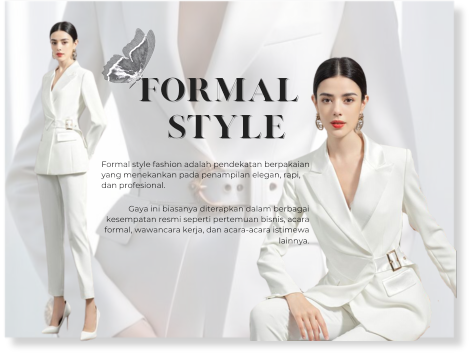 FORMAL
STYLE
Formal style fashion adalah pendekatan berpakaian
yang menekankan pada penampilan elegan, rapi,
dan profesional.
Gaya ini biasanya diterapkan dalam berbagai
kesempatan resmi seperti pertemuan bisnis, acara
formal, wawancara kerja, dan acara-acara istimewa
lainnya.